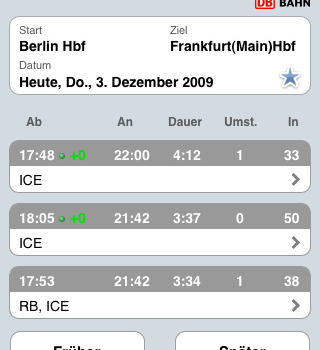 DB BAHN
Start Ziel
Berlin Hbf Frankfurt(Main)Hbf
Datum
Heute, Do., 3. Dezember 2009
Ab An Dauer Umst. In
17:48 +0 22:00 4:12 1 33
ICE
18:05 +0 21:42 3:37 0 50
ICE
17:53 21:42 3:34 1 38
RB, ICE
Früher Später